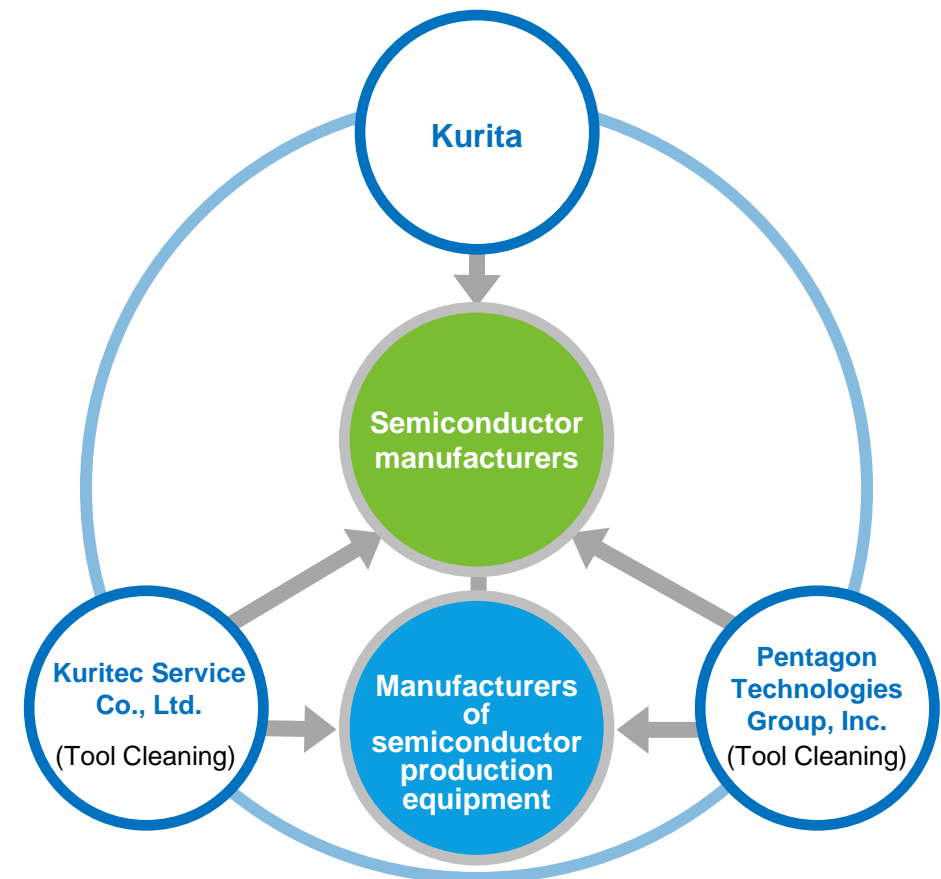 Kurita
Semiconductor
manufacturers
Kuritec Service
Co., Ltd.
(Tool Cleaning)
Manufacturers
of
semiconductor
production
equipment
Pentagon
Technologies
Group, Inc.
(Tool Cleaning)